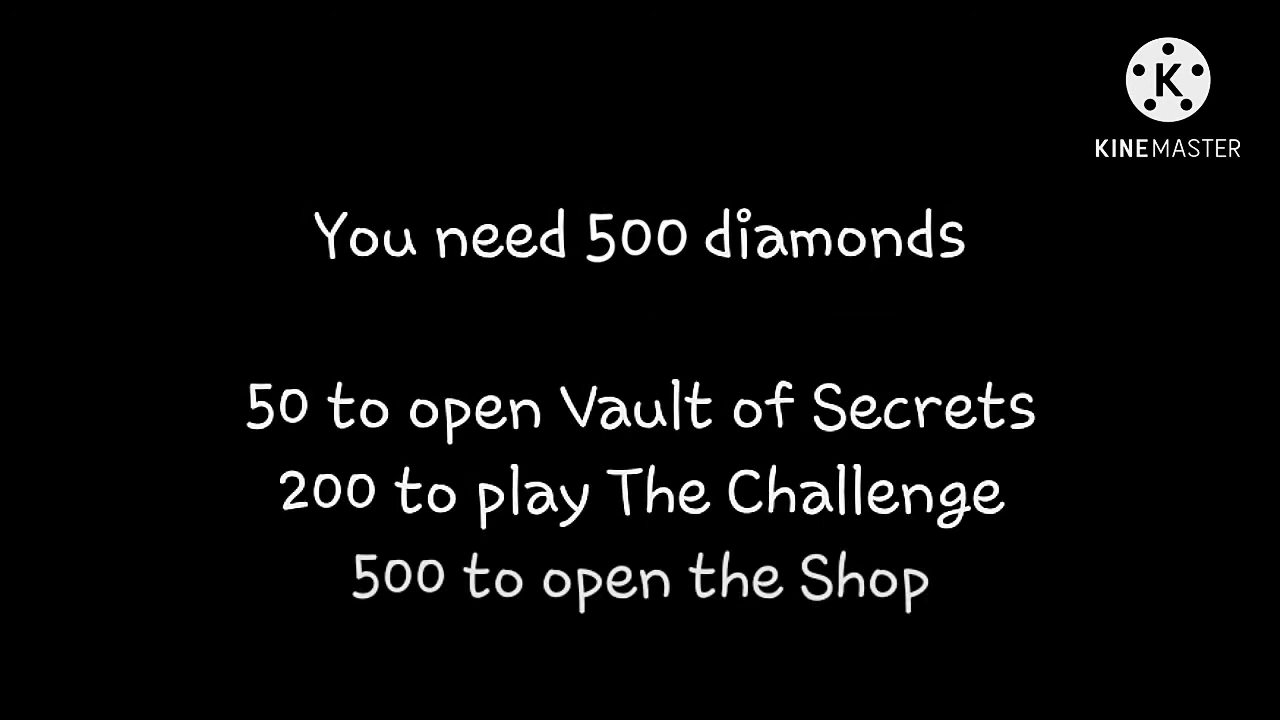 K
KINEMASTER
You need 500 diamonds
50 to open Vault of Secrets
200 to play The Challenge
500 to open the Shop